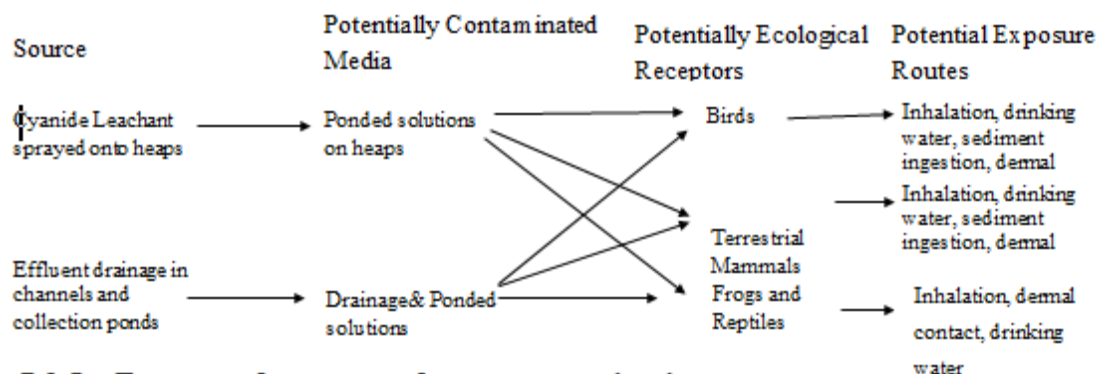 Source
Potentially Contaminated
Media
Potentially Ecological
Receptors
Potential Exposure
Routes
Cyanide Leachant
sprayed onto heaps
Ponded solutions
on heaps
Birds
Inhalation, drinking
water, sediment
ingestion, dermal
Inhalation, drinking
water, sediment
ingestion, dermal
Effluent drainage in
channels and
collection ponds
Drainage& Ponded
solutions
Terrestrial
Mammals
Frogs and
Reptiles
Inhalation, dermal
contact, drinking
water